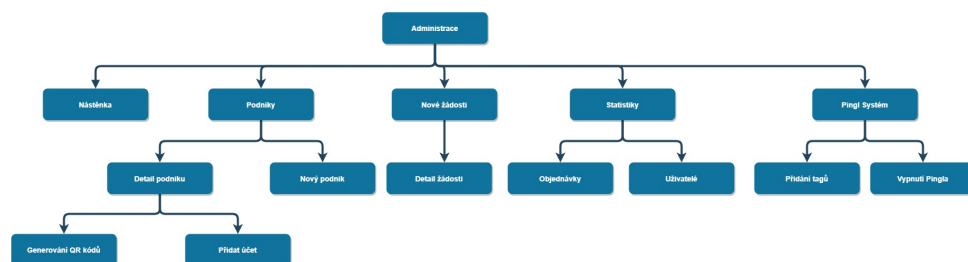 Administrace
Nástěnka
Podniky
Nové žádosti
Statistiky
Pingl Systém
Detail podniku
Nový podnik
Detail žádosti
Objednávky
Uživatelé
Přidání tagů
Vypnutí Pingla
Generování QR kódů
Přidat účet